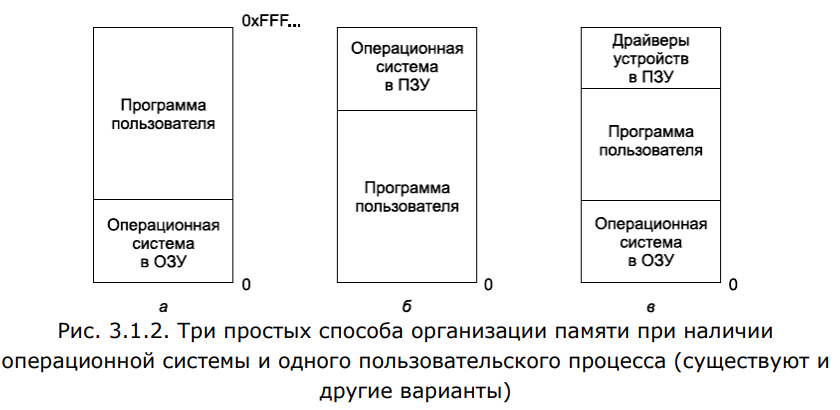 0xFFF...
Программа
пользователя
Операционная
система
в ОЗУ
0
а
Операционная
система
в ПЗУ
Программа
пользователя
0
б
Драйверы
устройств
в ПЗУ
Программа
пользователя
Операционная
система
в ОЗУ
0
в
Рис. 3.1.2. Три простых способа организации памяти при наличии
операционной системы и одного пользовательского процесса (существуют и
другие варианты)